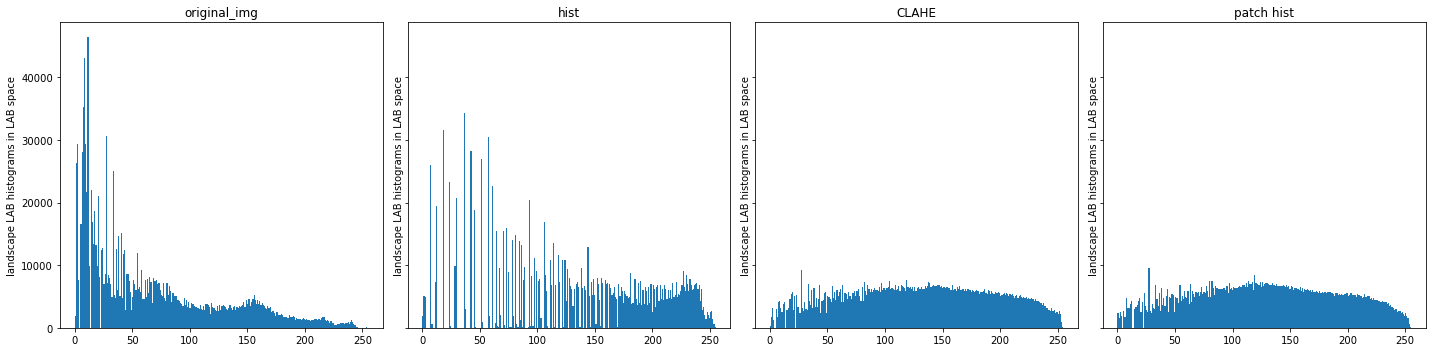 original_img
hist
CLAHE
patch hist
landscape LAB histograms in LAB space
40000
30000
20000
10000
0
0 50 100 150 200 250
landscape LAB histograms in LAB space
0 50 100 150 200 250
landscape LAB histograms in LAB space
0 50 100 150 200 250
landscape LAB histograms in LAB space
0 50 100 150 200 250